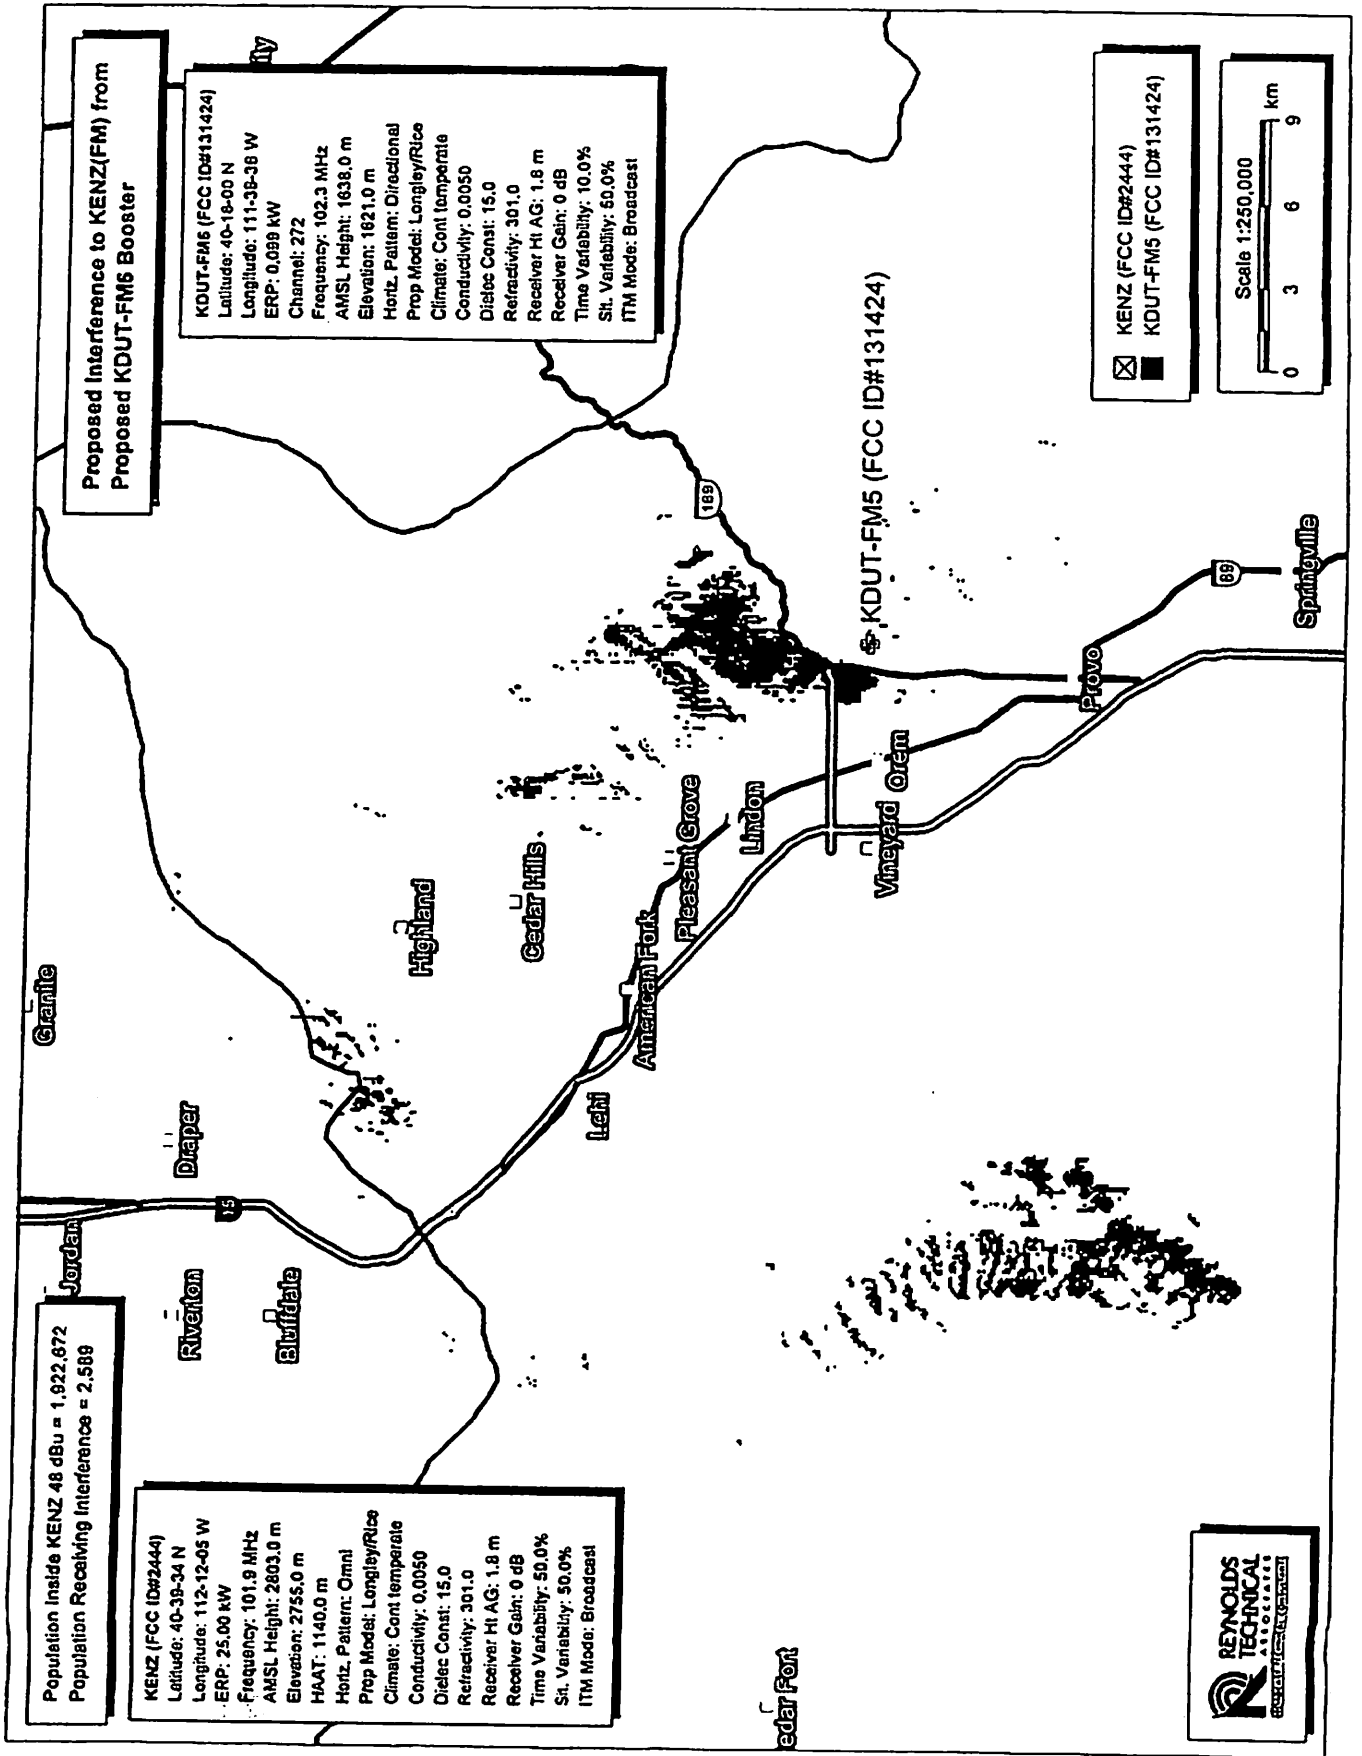 Population Inside KENZ 48 dBu = 1,922,672
Population Receiving Interference = 2,589
KENZ (FCC ID#2444)
Latitude: 40-39-34 N
Longitude: 112-12-05 W
ERP: 25.00 kW
Frequency: 101.9 MHz
AMSL Height: 2803.0 m
Elevation: 2755.0 m
HAAT: 1140.0 m
Horiz. Pattern: Omni
Prop Model: Longley/Rice
Climate: Cont temperate
Conductivity: 0.0050
Dielec Const: 15.0
Refractivity: 301.0
Receiver Ht AG: 1.8 m
Receiver Gain: 0 dB
Time Variability: 50.0%
Sit. Variability: 50.0%
ITM Mode: Broadcast
Proposed Interference to KENZ(FM) from
Proposed KDUT-FM5 Booster
KDUT-FM5 (FCC ID#131424)
Latitude: 40-18-00 N
Longitude: 111-38-38 W
ERP: 0.099 kW
Channel: 272
Frequency: 102.3 MHz
AMSL Height: 1638.0 m
Elevation: 1621.0 m
Horiz. Pattern: Directional
Prop Model: Longley/Rice
Climate: Cont temperate
Conductivity: 0.0050
Dielec Const: 15.0
Refractivity: 301.0
Receiver Ht AG: 1.8 m
Receiver Gain: 0 dB
Time Variability: 10.0%
Sit. Variability: 50.0%
ITM Mode: Broadcast
ity
Jordan
Granite
Draper
15
Riverton
Bluffdale
Highland
Cedar Hills
Lehi
American Fork
Pleasant Grove
Lindon
189
Vineyard
Orem
KDUT-FM5 (FCC ID#131424)
Provo
89
Springville
edar Fort
KENZ (FCC ID#2444)
KDUT-FM5 (FCC ID#131424)
Scale 1:250,000
0 3 6 9 km
REYNOLDS
TECHNICAL
ASSOCIATES